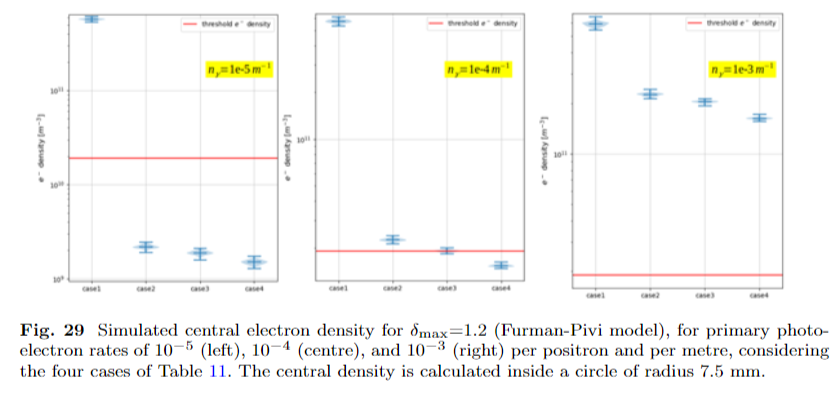 threshold e⁻ density
threshold e⁻ density
threshold e⁻ density
nᵧ=1e-5 m⁻¹
nᵧ=1e-4 m⁻¹
nᵧ=1e-3 m⁻¹
10¹¹
10¹⁰
10⁹
e⁻ density [m⁻³]
case1
case2
case3
case4
10¹¹
e⁻ density [m⁻³]
case1
case2
case3
case4
10¹¹
e⁻ density [m⁻³]
case1
case2
case3
case4
Fig. 29 Simulated central electron density for δmax=1.2 (Furman-Pivi model), for primary photo-
electron rates of 10⁻⁵ (left), 10⁻⁴ (centre), and 10⁻³ (right) per positron and per metre, considering
the four cases of Table 11. The central density is calculated inside a circle of radius 7.5 mm.